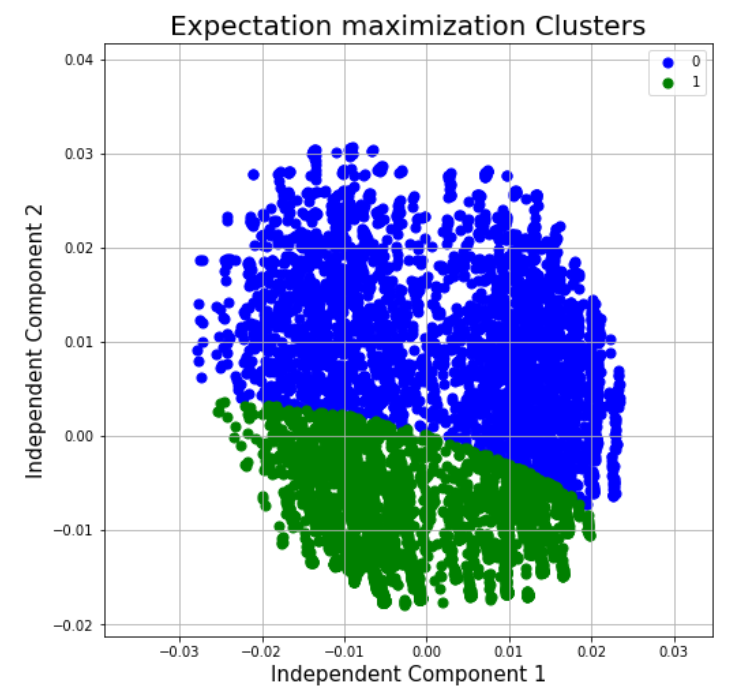 Expectation maximization Clusters
0
1
0.04
0.03
0.02
0.01
0.00
−0.01
−0.02
Independent Component 2
−0.03 −0.02 −0.01 0.00 0.01 0.02 0.03
Independent Component 1